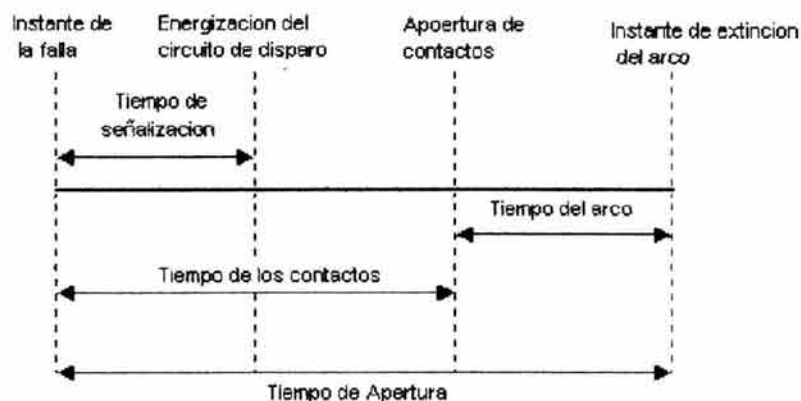 Instante de
la falla
Energizacion del
circuito de disparo
Apoertura de
contactos
Instante de extincion
del arco
Tiempo de
señalizacion
Tiempo del arco
Tiempo de los contactos
Tiempo de Apertura